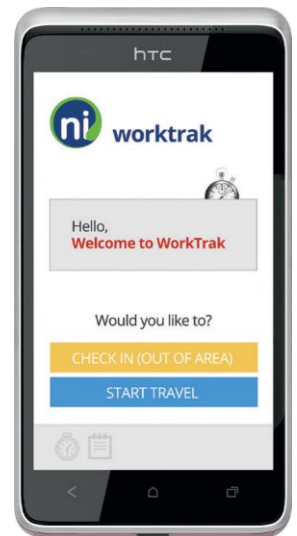 hTC
ni worktrak
Hello,
Welcome to WorkTrak
Would you like to?
CHECK IN (OUT OF AREA)
START TRAVEL